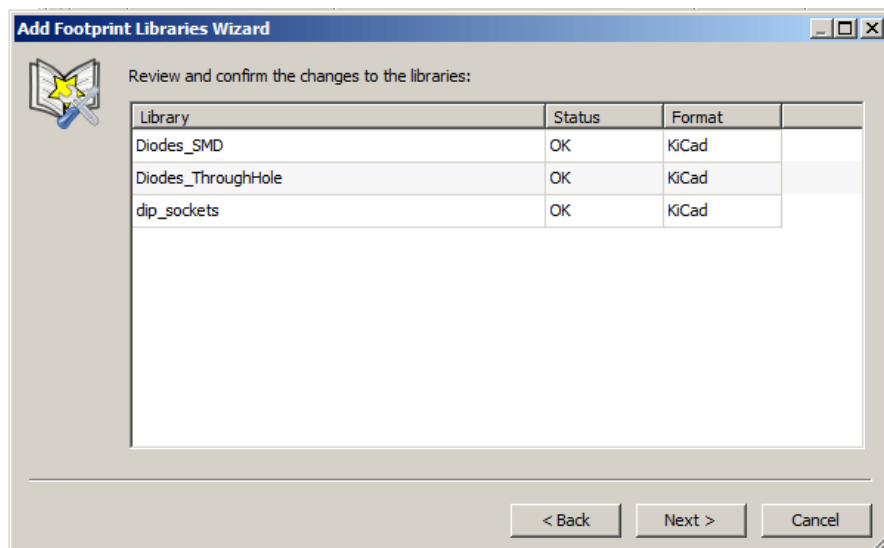 Add Footprint Libraries Wizard
Review and confirm the changes to the libraries:
Library Status Format
Diodes_SMD OK KiCad
Diodes_ThroughHole OK KiCad
dip_sockets OK KiCad
< Back Next > Cancel